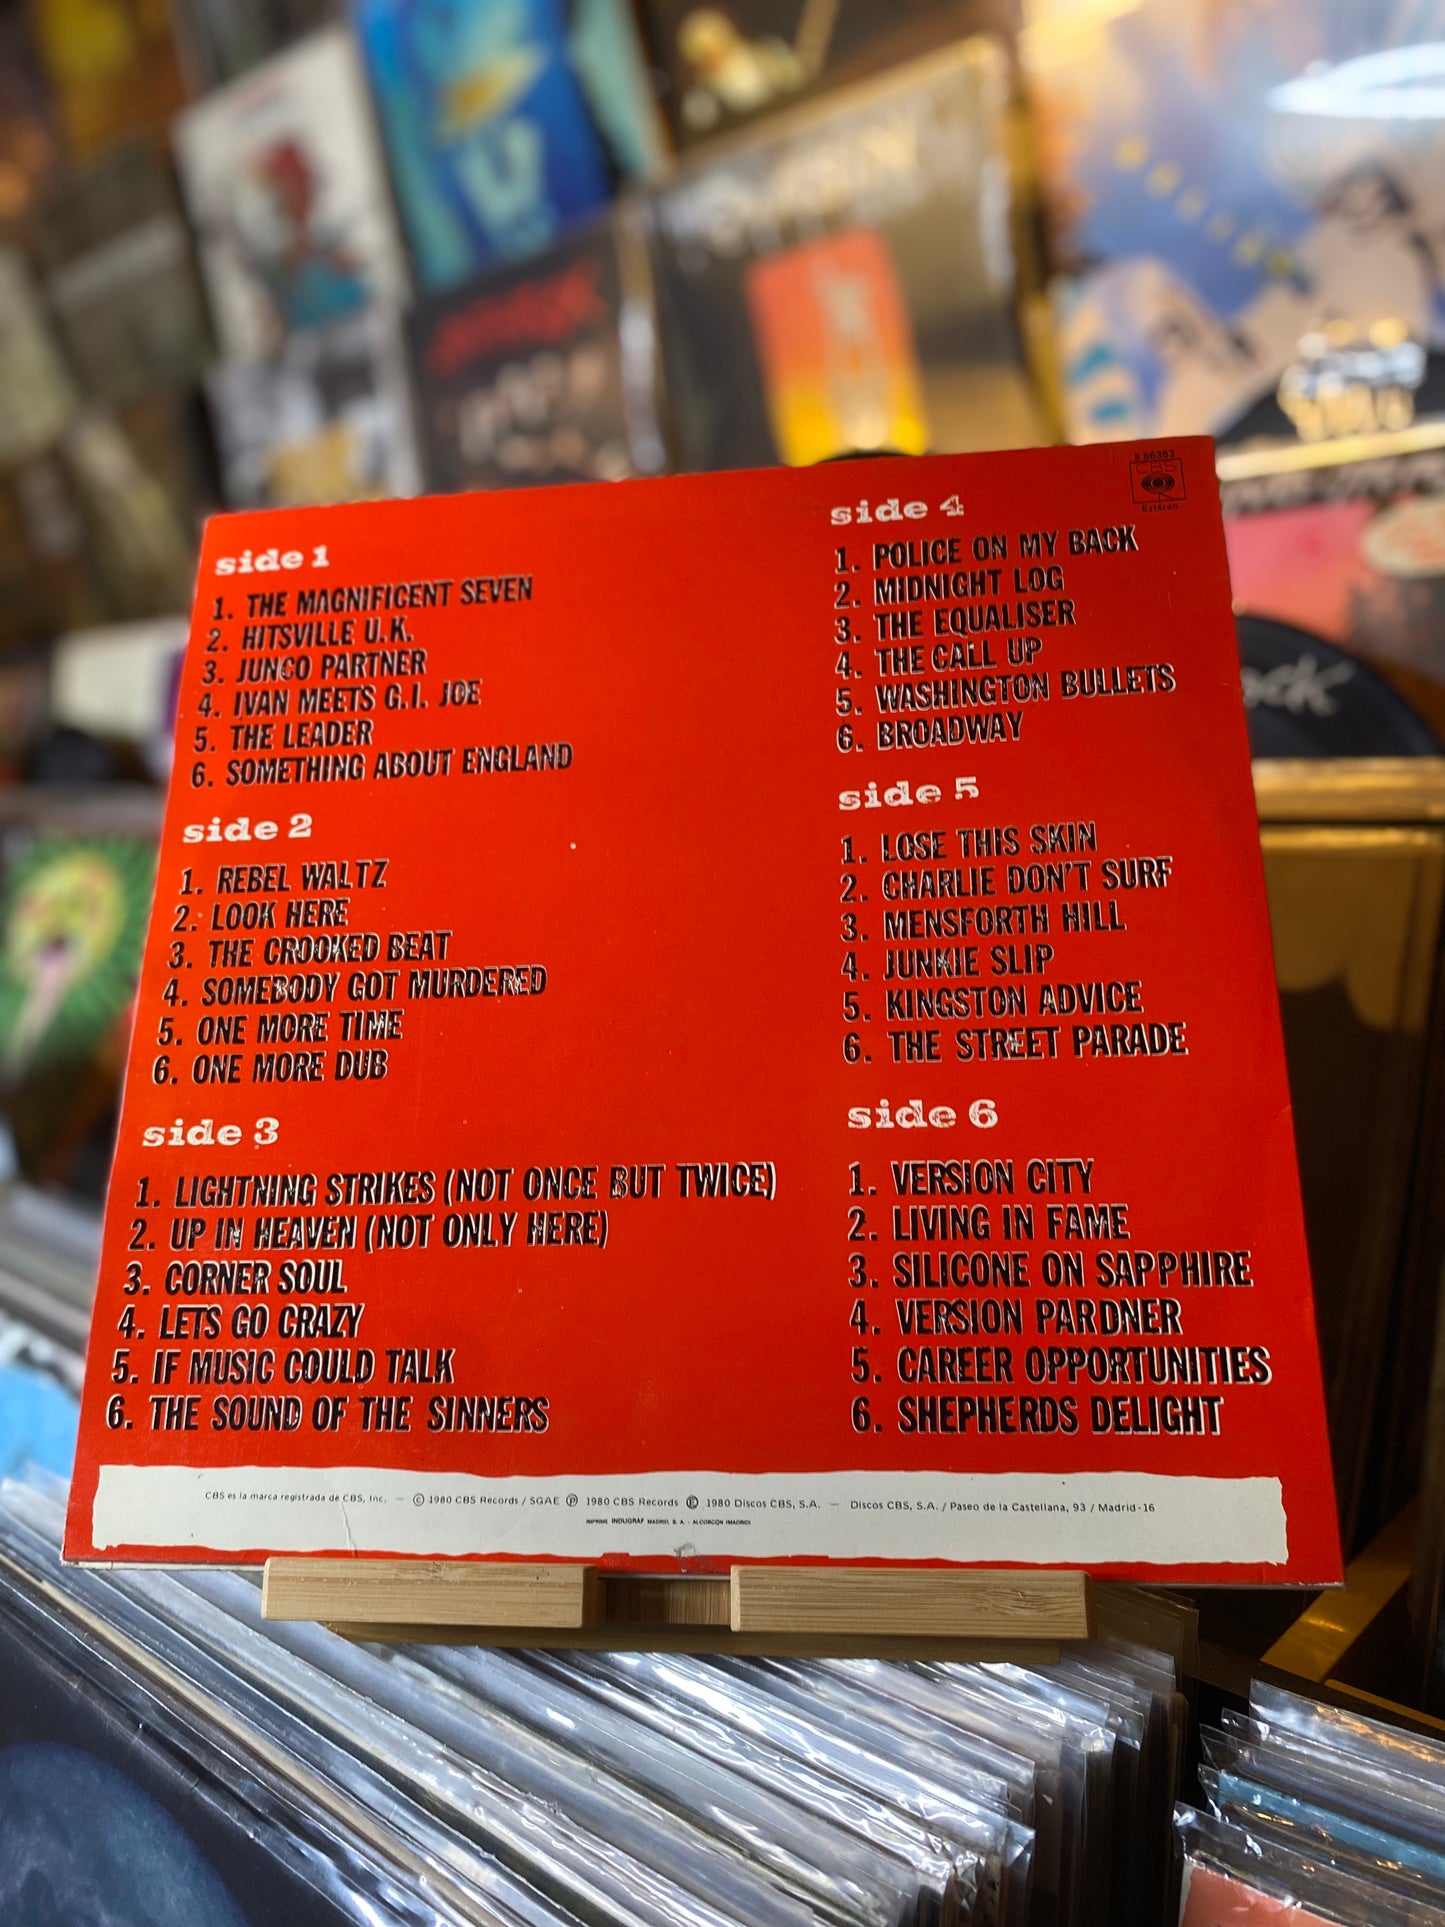 side 1
1. THE MAGNIFICENT SEVEN
2. HITSVILLE U.K.
3. JUNCO PARTNER
4. IVAN MEETS G.I. JOE
5. THE LEADER
6. SOMETHING ABOUT ENGLAND
side 2
1. REBEL WALTZ
2. LOOK HERE
3. THE CROOKED BEAT
4. SOMEBODY GOT MURDERED
5. ONE MORE TIME
6. ONE MORE DUB
side 3
1. LIGHTNING STRIKES (NOT ONCE BUT TWICE)
2. UP IN HEAVEN (NOT ONLY HERE)
3. CORNER SOUL
4. LETS GO CRAZY
5. IF MUSIC COULD TALK
6. THE SOUND OF THE SINNERS
S 66363
CBS
Estéreo
side 4
1. POLICE ON MY BACK
2. MIDNIGHT LOG
3. THE EQUALISER
4. THE CALL UP
5. WASHINGTON BULLETS
6. BROADWAY
side 5
1. LOSE THIS SKIN
2. CHARLIE DON'T SURF
3. MENSFORTH HILL
4. JUNKIE SLIP
5. KINGSTON ADVICE
6. THE STREET PARADE
side 6
1. VERSION CITY
2. LIVING IN FAME
3. SILICONE ON SAPPHIRE
4. VERSION PARDNER
5. CAREER OPPORTUNITIES
6. SHEPHERDS DELIGHT
CBS es la marca registrada de CBS, Inc. — © 1980 CBS Records / SGAE ℗ 1980 CBS Records Ⓔ 1980 Discos CBS, S.A. — Discos CBS, S.A. / Paseo de la Castellana, 93 / Madrid-16
IMPRIME INDUGRAF MADRID, S. A. - ALCORCON (MADRID)